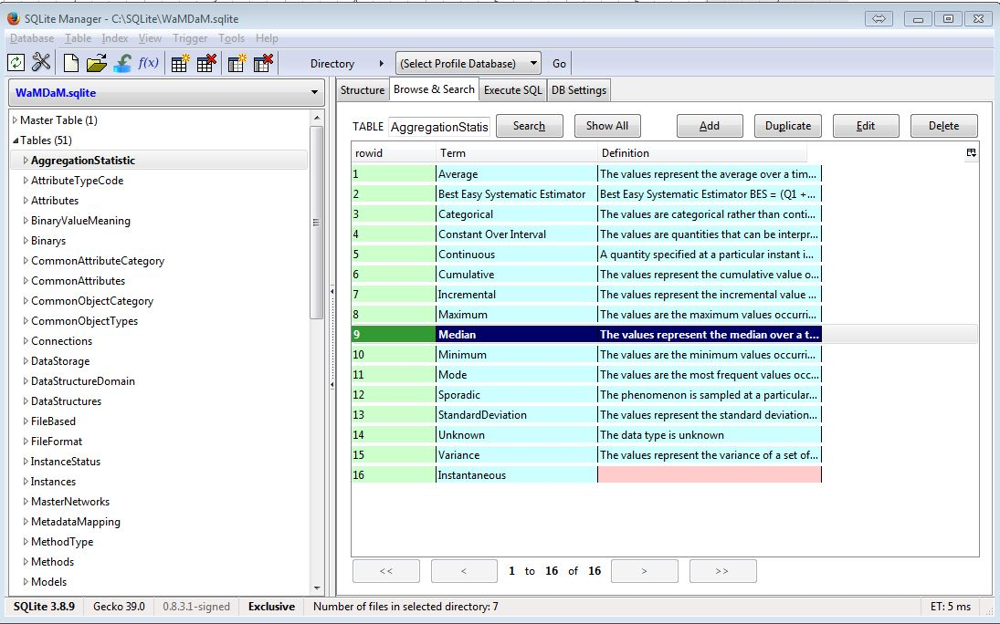 SQLite Manager - C:\SQLite\WaMDaM.sqlite
Database Table Index View Trigger Tools Help
f(x) Directory (Select Profile Database) Go
WaMDaM.sqlite
Master Table (1)
Tables (51)
AggregationStatistic
AttributeTypeCode
Attributes
BinaryValueMeaning
Binarys
CommonAttributeCategory
CommonAttributes
CommonObjectCategory
CommonObjectTypes
Connections
DataStorage
DataStructureDomain
DataStructures
FileBased
FileFormat
InstanceStatus
Instances
MasterNetworks
MetadataMapping
MethodType
Methods
Models
Structure Browse & Search Execute SQL DB Settings
TABLE AggregationStatis Search Show All Add Duplicate Edit Delete
rowid Term Definition
1 Average The values represent the average over a tim...
2 Best Easy Systematic Estimator Best Easy Systematic Estimator BES = (Q1 +...
3 Categorical The values are categorical rather than conti...
4 Constant Over Interval The values are quantities that can be interpr...
5 Continuous A quantity specified at a particular instant i...
6 Cumulative The values represent the cumulative value o...
7 Incremental The values represent the incremental value ...
8 Maximum The values are the maximum values occurri...
9 Median The values represent the median over a t...
10 Minimum The values are the minimum values occurri...
11 Mode The values are the most frequent values occ...
12 Sporadic The phenomenon is sampled at a particular...
13 StandardDeviation The values represent the standard deviation...
14 Unknown The data type is unknown
15 Variance The values represent the variance of a set of...
16 Instantaneous
<< < 1 to 16 of 16 > >>
SQLite 3.8.9 Gecko 39.0 0.8.3.1-signed Exclusive Number of files in selected directory: 7 ET: 5 ms